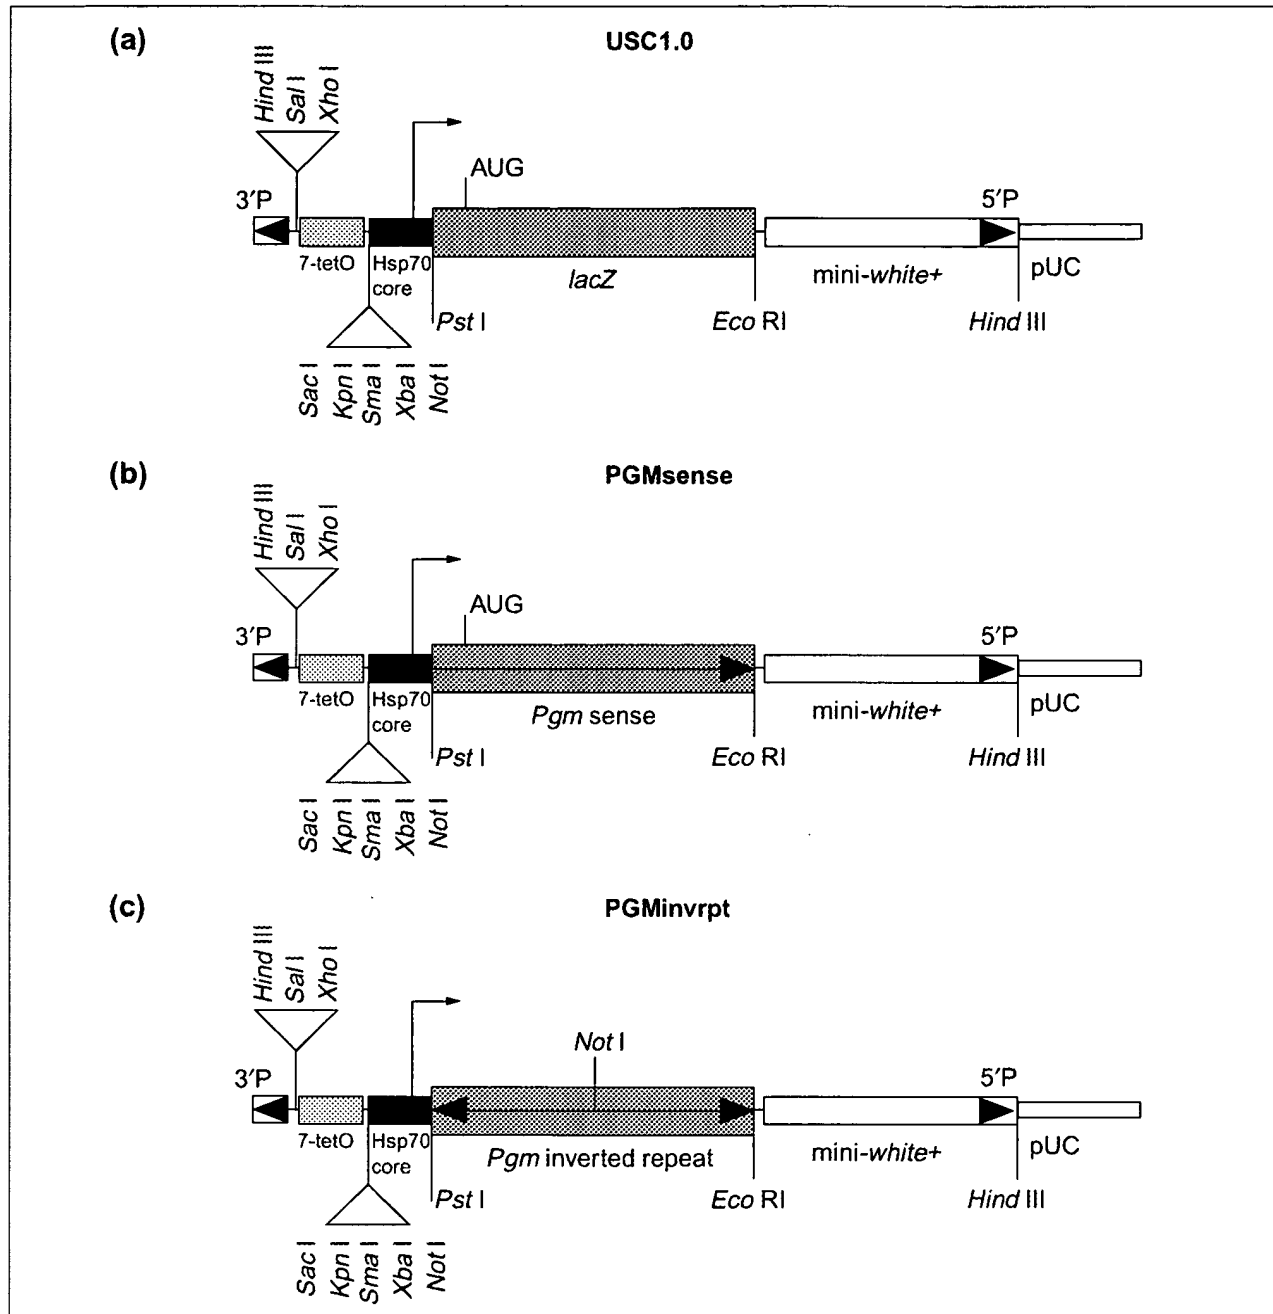 (a)
USC1.0
Hind III
Sal I
Xho I
AUG
3′P
5′P
7-tetO
Hsp70
core
lacZ
mini-white+
pUC
Pst I
Eco RI
Hind III
Sac I
Kpn I
Sma I
Xba I
Not I
(b)
PGMsense
Hind III
Sal I
Xho I
AUG
3′P
5′P
7-tetO
Hsp70
core
Pgm sense
mini-white+
pUC
Pst I
Eco RI
Hind III
Sac I
Kpn I
Sma I
Xba I
Not I
(c)
PGMinvrpt
Hind III
Sal I
Xho I
Not I
3′P
5′P
7-tetO
Hsp70
core
Pgm inverted repeat
mini-white+
pUC
Pst I
Eco RI
Hind III
Sac I
Kpn I
Sma I
Xba I
Not I